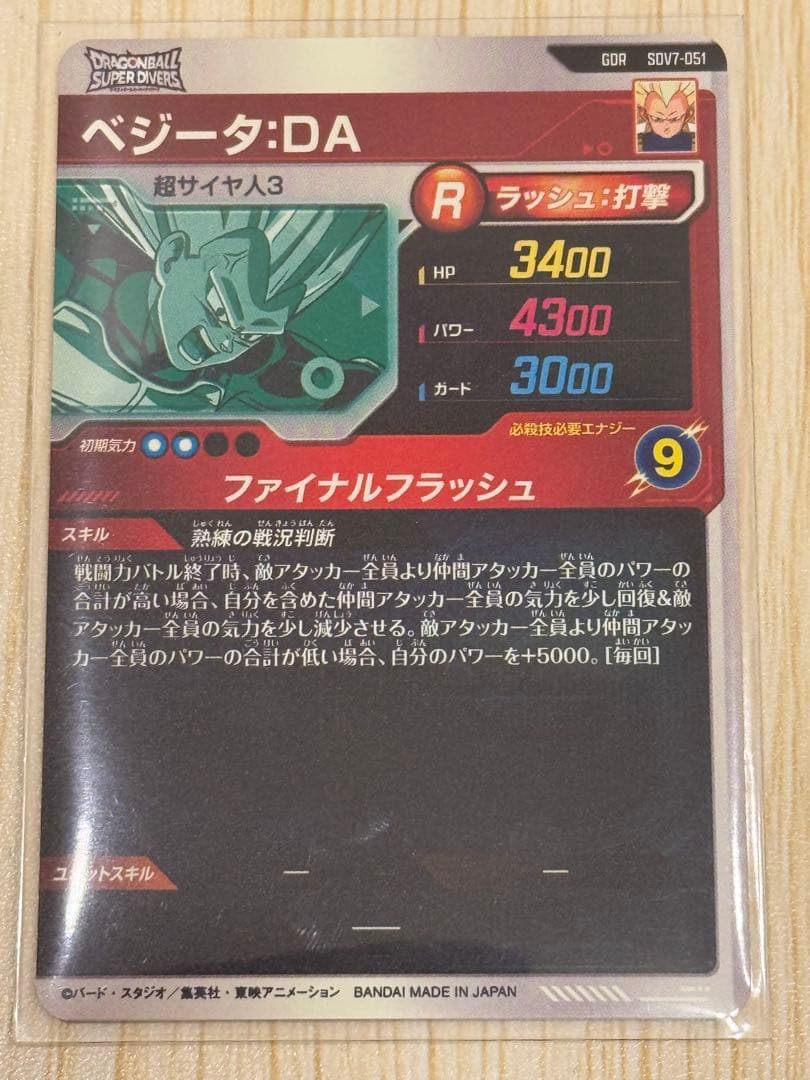 DRAGONBALL
SUPER DIVERS
GDR SDV7-051
ベジータ:DA
超サイヤ人3
R ラッシュ:打撃
HP 3400
パワー 4300
ガード 3000
初期気力
必殺技必要エナジー
9
ファイナルフラッシュ
スキル 熟練の戦況判断
戦闘力バトル終了時、敵アタッカー全員より仲間アタッカー全員のパワーの
合計が高い場合、自分を含めた仲間アタッカー全員の気力を少し回復&敵
アタッカー全員の気力を少し減少させる。敵アタッカー全員より仲間アタッ
カー全員のパワーの合計が低い場合、自分のパワーを+5000。[毎回]
ユニットスキル ― ―
―
©バード・スタジオ／集英社・東映アニメーション BANDAI MADE IN JAPAN